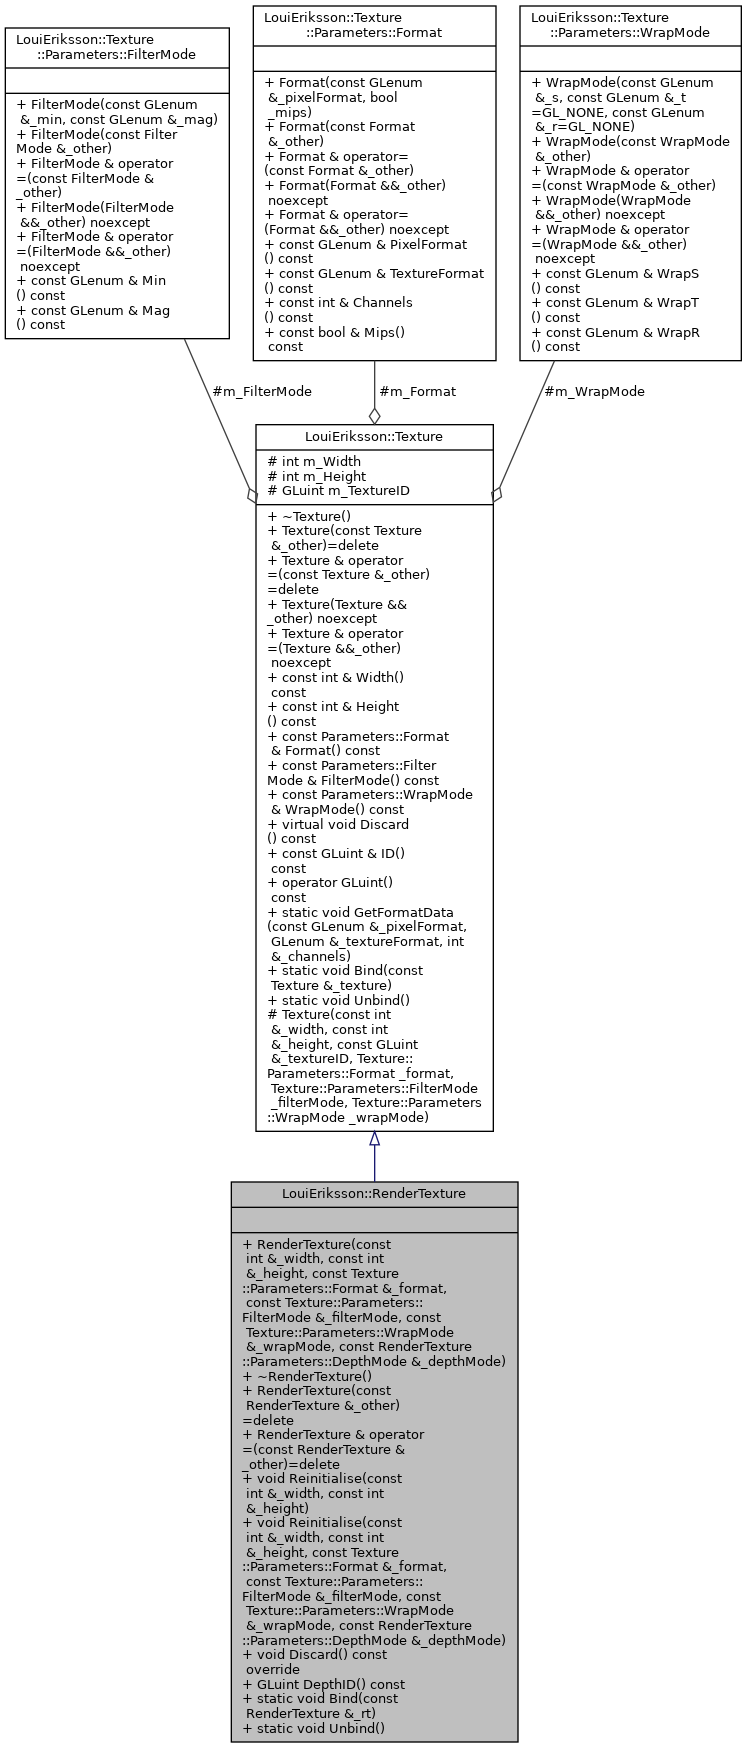 LouiEriksson::Texture
::Parameters::FilterMode
+ FilterMode(const GLenum
&_min, const GLenum &_mag)
+ FilterMode(const Filter
Mode &_other)
+ FilterMode & operator
=(const FilterMode &
_other)
+ FilterMode(FilterMode
&&_other) noexcept
+ FilterMode & operator
=(FilterMode &&_other)
noexcept
+ const GLenum & Min
() const
+ const GLenum & Mag
() const
LouiEriksson::Texture
::Parameters::Format
+ Format(const GLenum
&_pixelFormat, bool
_mips)
+ Format(const Format
&_other)
+ Format & operator=
(const Format &_other)
+ Format(Format &&_other)
noexcept
+ Format & operator=
(Format &&_other) noexcept
+ const GLenum & PixelFormat
() const
+ const GLenum & TextureFormat
() const
+ const int & Channels
() const
+ const bool & Mips()
const
LouiEriksson::Texture
::Parameters::WrapMode
+ WrapMode(const GLenum
&_s, const GLenum &_t
=GL_NONE, const GLenum
&_r=GL_NONE)
+ WrapMode(const WrapMode
&_other)
+ WrapMode & operator
=(const WrapMode &_other)
+ WrapMode(WrapMode
&&_other) noexcept
+ WrapMode & operator
=(WrapMode &&_other)
noexcept
+ const GLenum & WrapS
() const
+ const GLenum & WrapT
() const
+ const GLenum & WrapR
() const
#m_FilterMode
#m_Format
#m_WrapMode
LouiEriksson::Texture
# int m_Width
# int m_Height
# GLuint m_TextureID
+ ~Texture()
+ Texture(const Texture
&_other)=delete
+ Texture & operator
=(const Texture &_other)
=delete
+ Texture(Texture &&
_other) noexcept
+ Texture & operator
=(Texture &&_other)
noexcept
+ const int & Width()
const
+ const int & Height
() const
+ const Parameters::Format
& Format() const
+ const Parameters::Filter
Mode & FilterMode() const
+ const Parameters::WrapMode
& WrapMode() const
+ virtual void Discard
() const
+ const GLuint & ID()
const
+ operator GLuint()
const
+ static void GetFormatData
(const GLenum &_pixelFormat,
GLenum &_textureFormat, int
&_channels)
+ static void Bind(const
Texture &_texture)
+ static void Unbind()
# Texture(const int
&_width, const int
&_height, const GLuint
&_textureID, Texture::
Parameters::Format _format,
Texture::Parameters::FilterMode
_filterMode, Texture::Parameters
::WrapMode _wrapMode)
LouiEriksson::RenderTexture
+ RenderTexture(const
int &_width, const int
&_height, const Texture
::Parameters::Format &_format,
const Texture::Parameters::
FilterMode &_filterMode, const
Texture::Parameters::WrapMode
&_wrapMode, const RenderTexture
::Parameters::DepthMode &_depthMode)
+ ~RenderTexture()
+ RenderTexture(const
RenderTexture &_other)
=delete
+ RenderTexture & operator
=(const RenderTexture &
_other)=delete
+ void Reinitialise(const
int &_width, const int
&_height)
+ void Reinitialise(const
int &_width, const int
&_height, const Texture
::Parameters::Format &_format,
const Texture::Parameters::
FilterMode &_filterMode, const
Texture::Parameters::WrapMode
&_wrapMode, const RenderTexture
::Parameters::DepthMode &_depthMode)
+ void Discard() const
override
+ GLuint DepthID() const
+ static void Bind(const
RenderTexture &_rt)
+ static void Unbind()